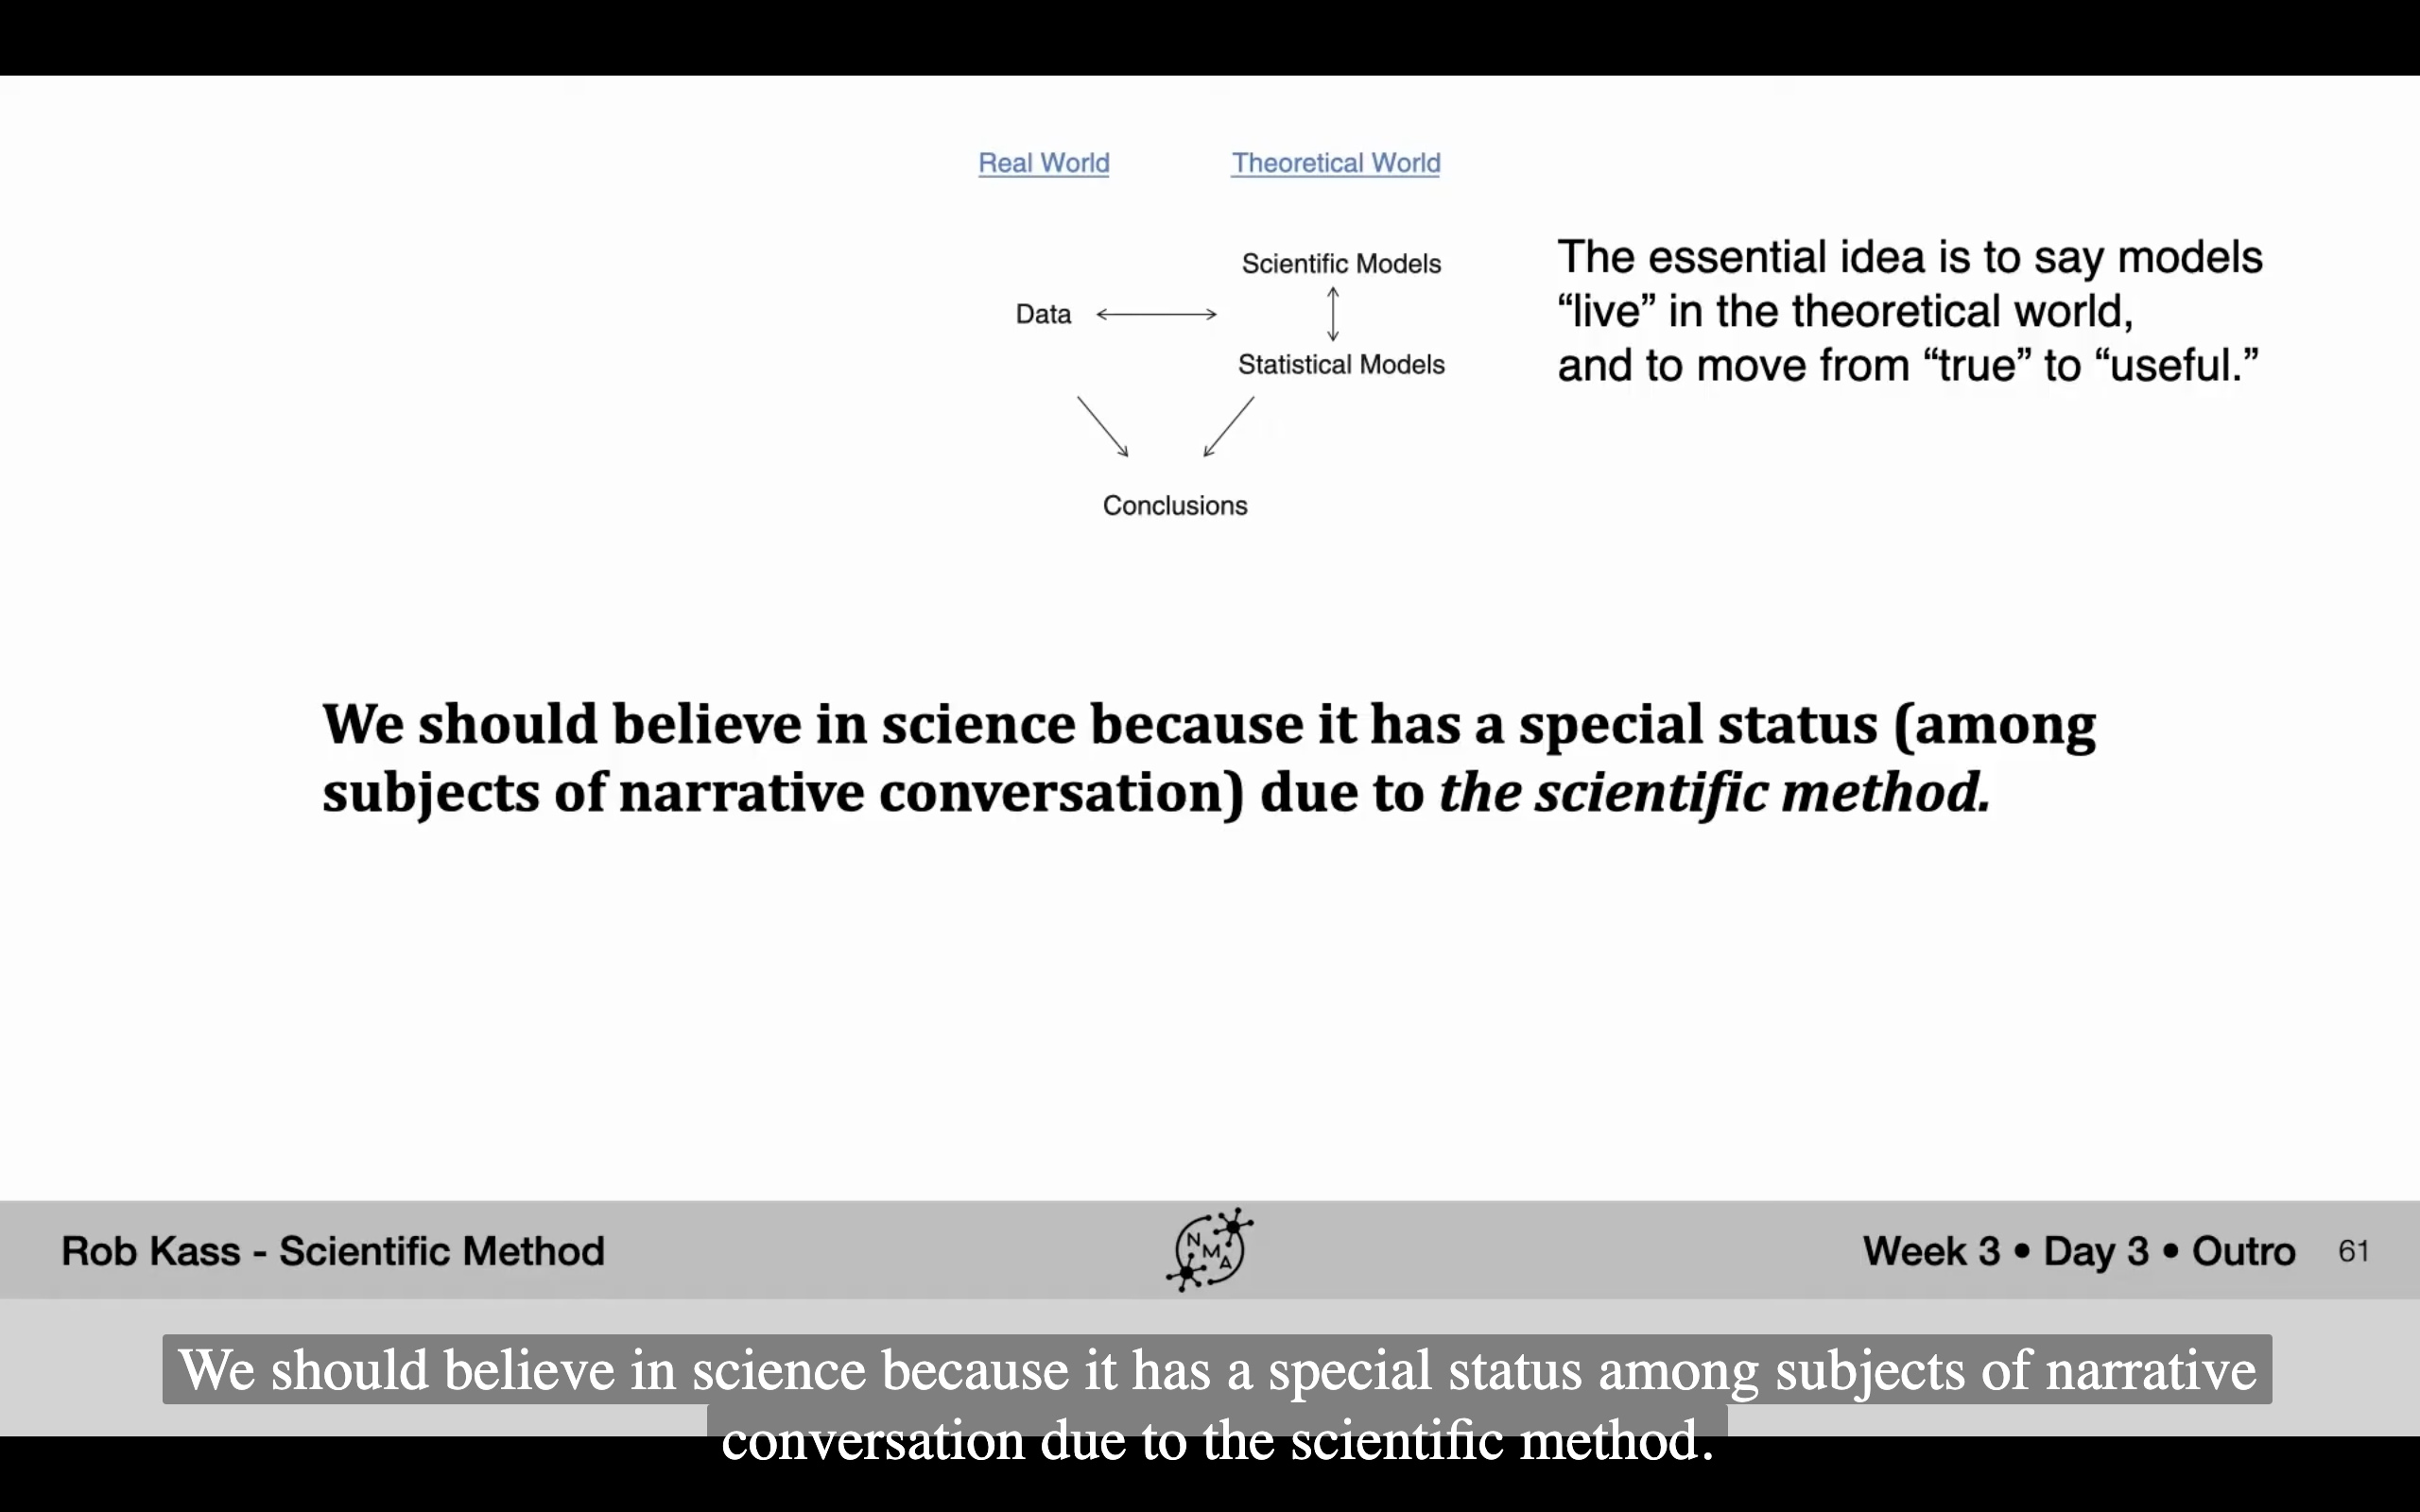 Real World
Theoretical World
Scientific Models
Data
Statistical Models
Conclusions
The essential idea is to say models
“live” in the theoretical world,
and to move from “true” to “useful.”
We should believe in science because it has a special status (among
subjects of narrative conversation) due to the scientific method.
Rob Kass - Scientific Method
N M A
Week 3 • Day 3 • Outro 61
We should believe in science because it has a special status among subjects of narrative
conversation due to the scientific method.